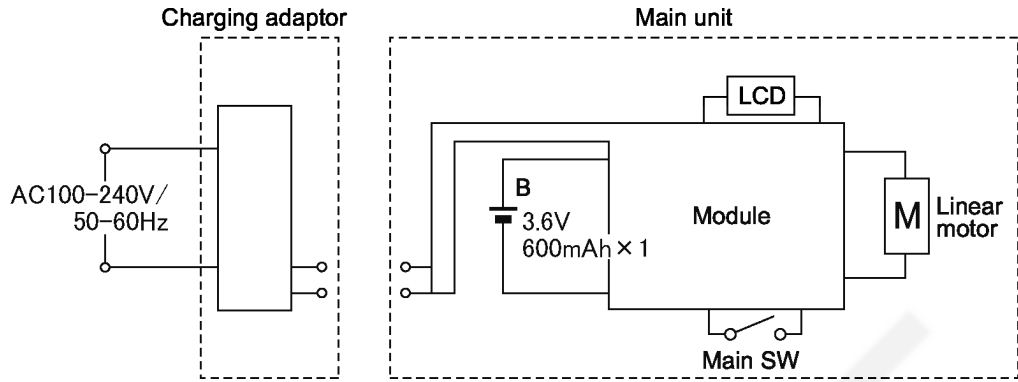 Charging adaptor
Main unit
LCD
AC100-240V/
50-60Hz
B
3.6V
600mAh×1
Module
M
Linear
motor
Main SW